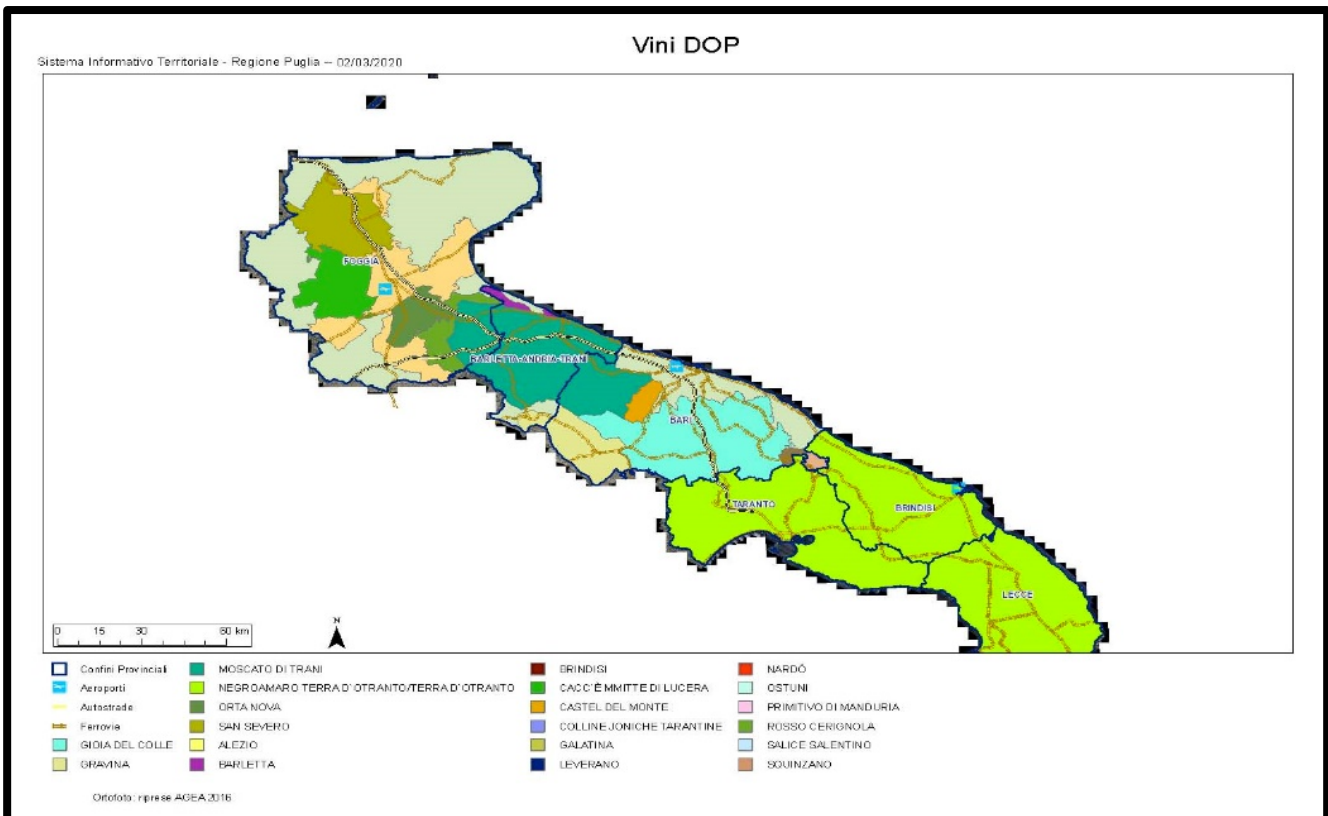 Vini DOP
Sistema Informativo Territoriale - Regione Puglia -- 02/03/2020
FOGGIA
BARLETTA-ANDRIA-TRANI
BARI
TARANTO
BRINDISI
LECCE
0 15 30 60 km
N
Confini Provinciali
Aeroporti
Autostrade
Ferrovie
GIOIA DEL COLLE
GRAVINA
MOSCATO DI TRANI
NEGROAMARO TERRA D'OTRANTO/TERRA D'OTRANTO
ORTA NOVA
SAN SEVERO
ALEZIO
BARLETTA
BRINDISI
CACC'È MMITTE DI LUCERA
CASTEL DEL MONTE
COLLINE JONICHE TARANTINE
GALATINA
LEVERANO
NARDÒ
OSTUNI
PRIMITIVO DI MANDURIA
ROSSO CERIGNOLA
SALICE SALENTINO
SQUINZANO
Ortofoto: riprese AGEA 2016